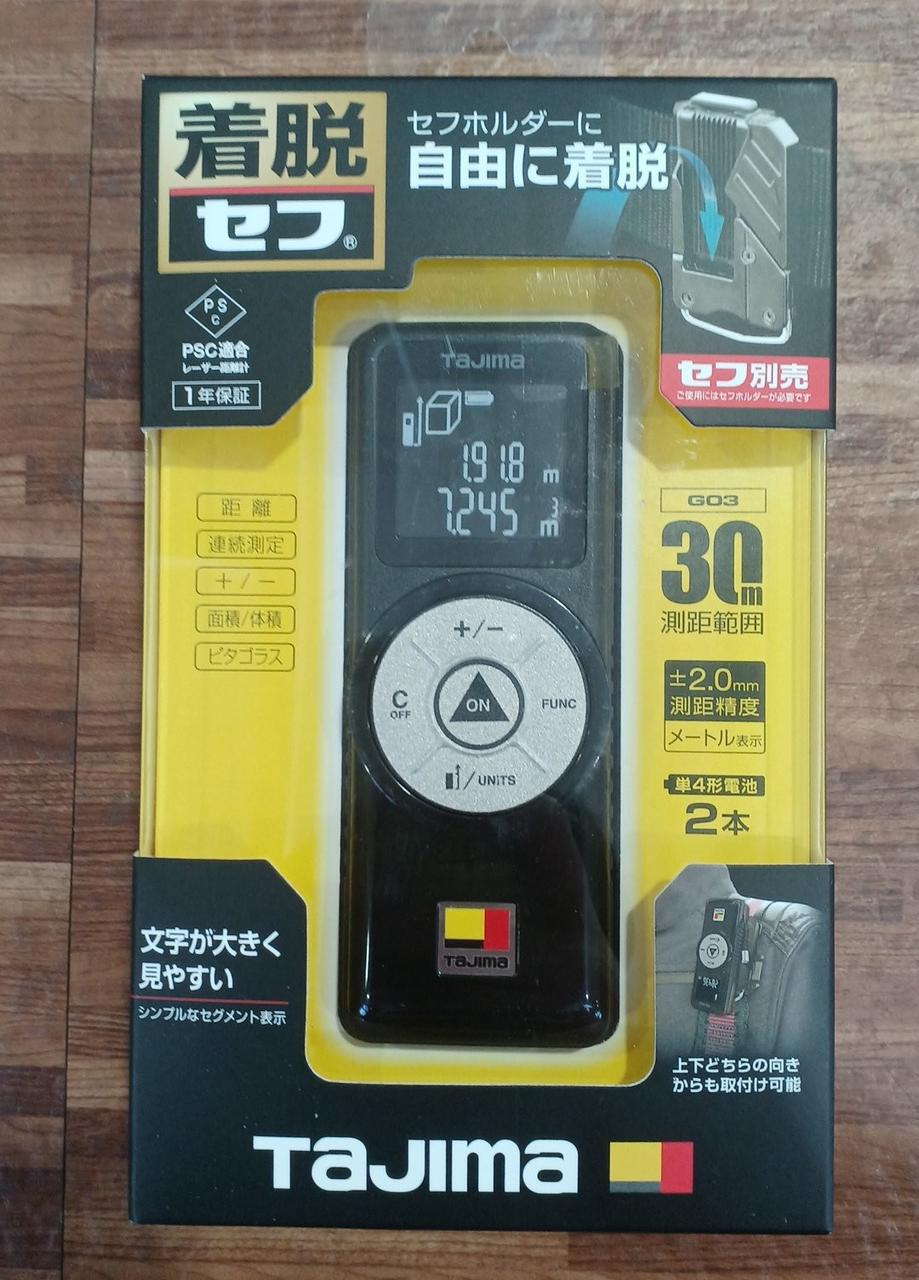 着脱
セフ®
セフホルダーに
自由に着脱
PS
C
PSC適合
レーザー距離計
1年保証
セフ別売
ご使用にはセフホルダーが必要です
TAJIMA
191.8 m
7.245 m3
距離
連続測定
+/-
面積/体積
ピタゴラス
G03
30m
測距範囲
±2.0mm
測距精度
メートル表示
単4形電池
2本
+/-
C
OFF
ON
FUNC
/UNITS
TAJIMA
文字が大きく
見やすい
シンプルなセグメント表示
上下どちらの向き
からも取付け可能
TAJIMA